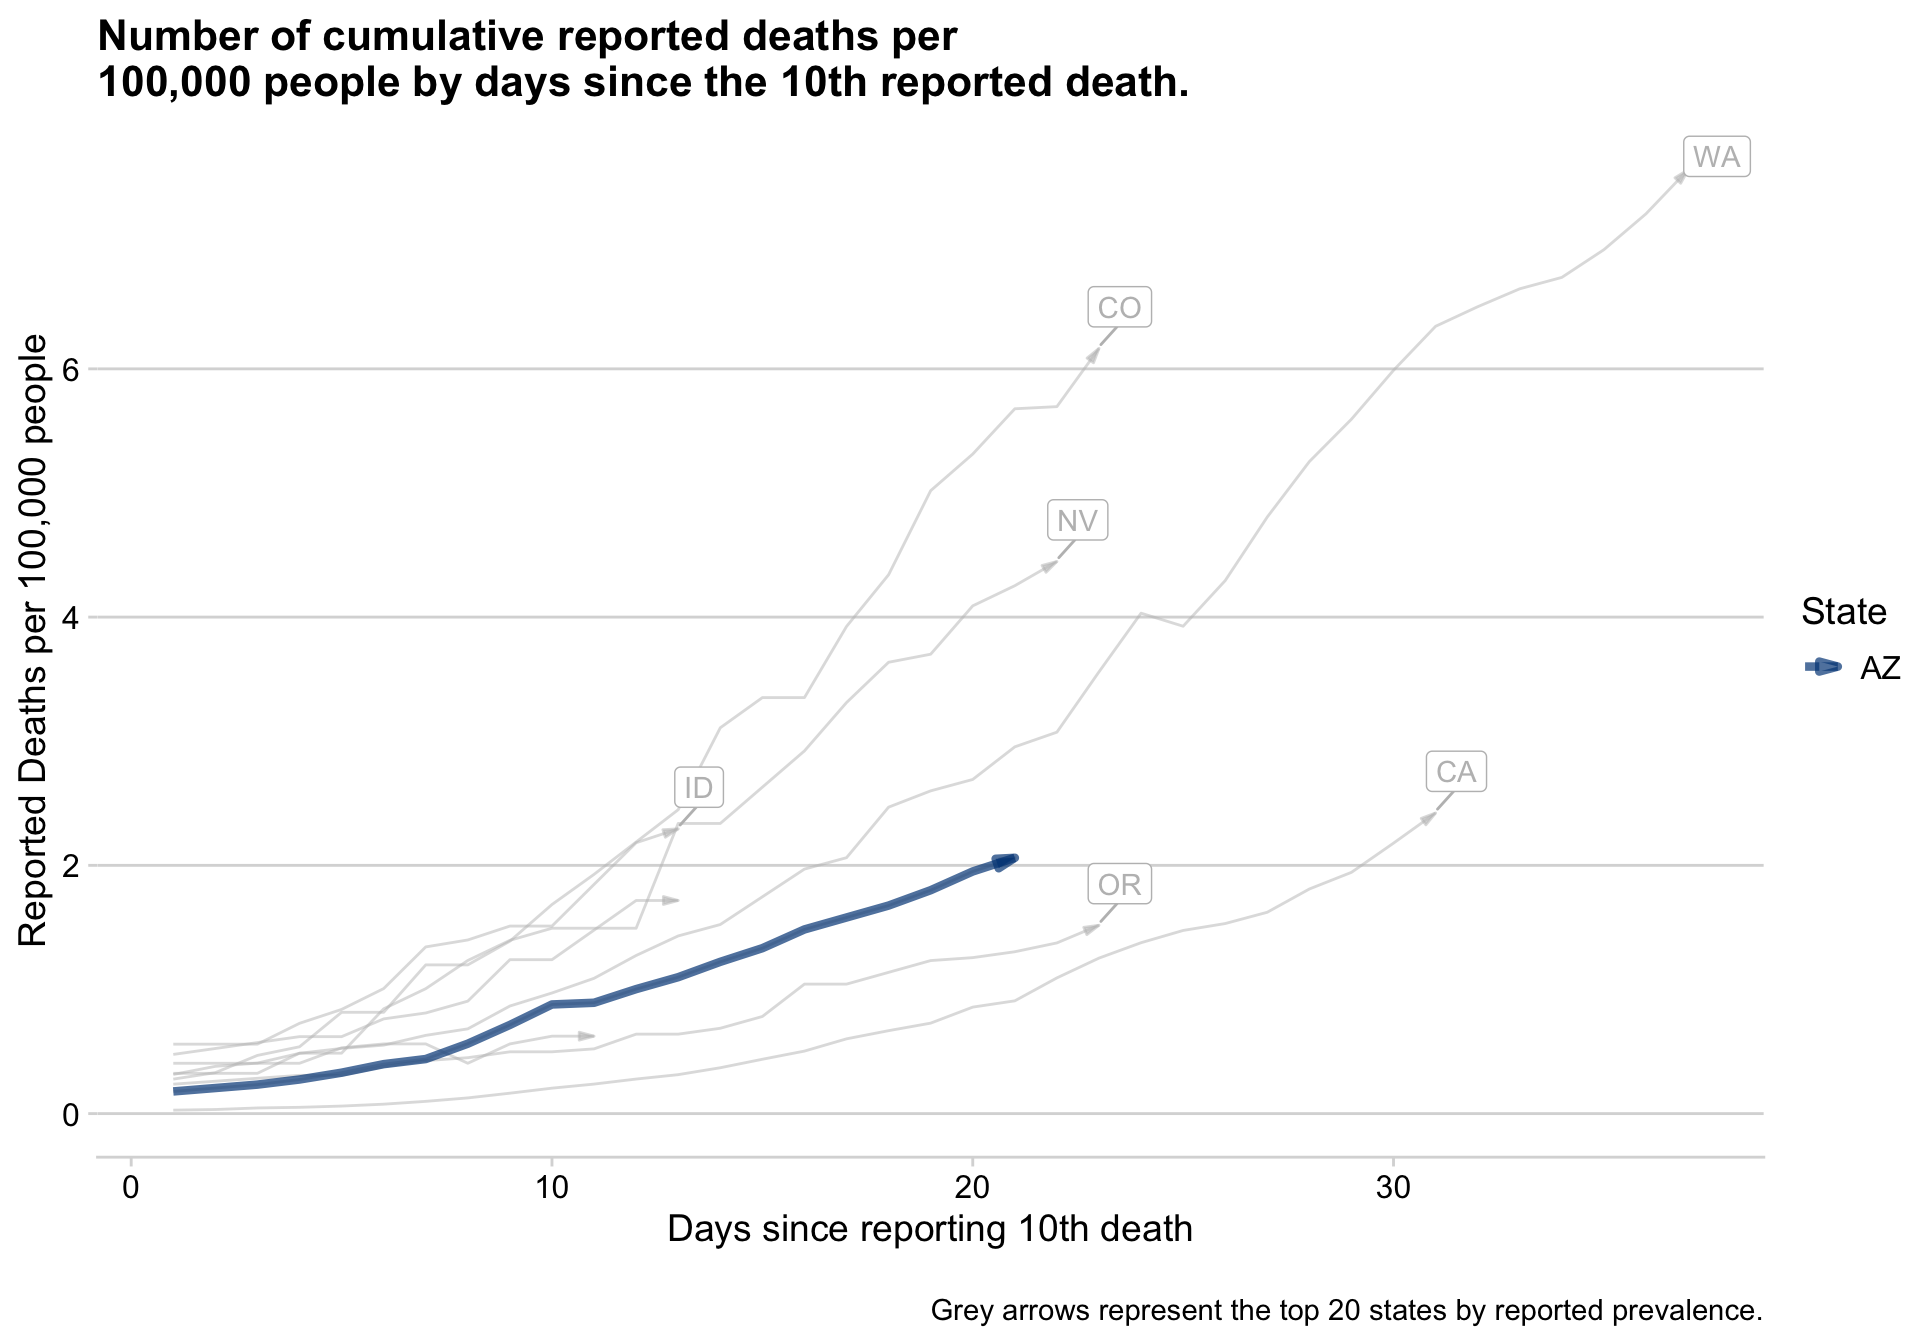 Number of cumulative reported deaths per
100,000 people by days since the 10th reported death.
Reported Deaths per 100,000 people
6
4
2
0
WA
CO
NV
ID
CA
OR
State
AZ
0
10
20
30
Days since reporting 10th death
Grey arrows represent the top 20 states by reported prevalence.